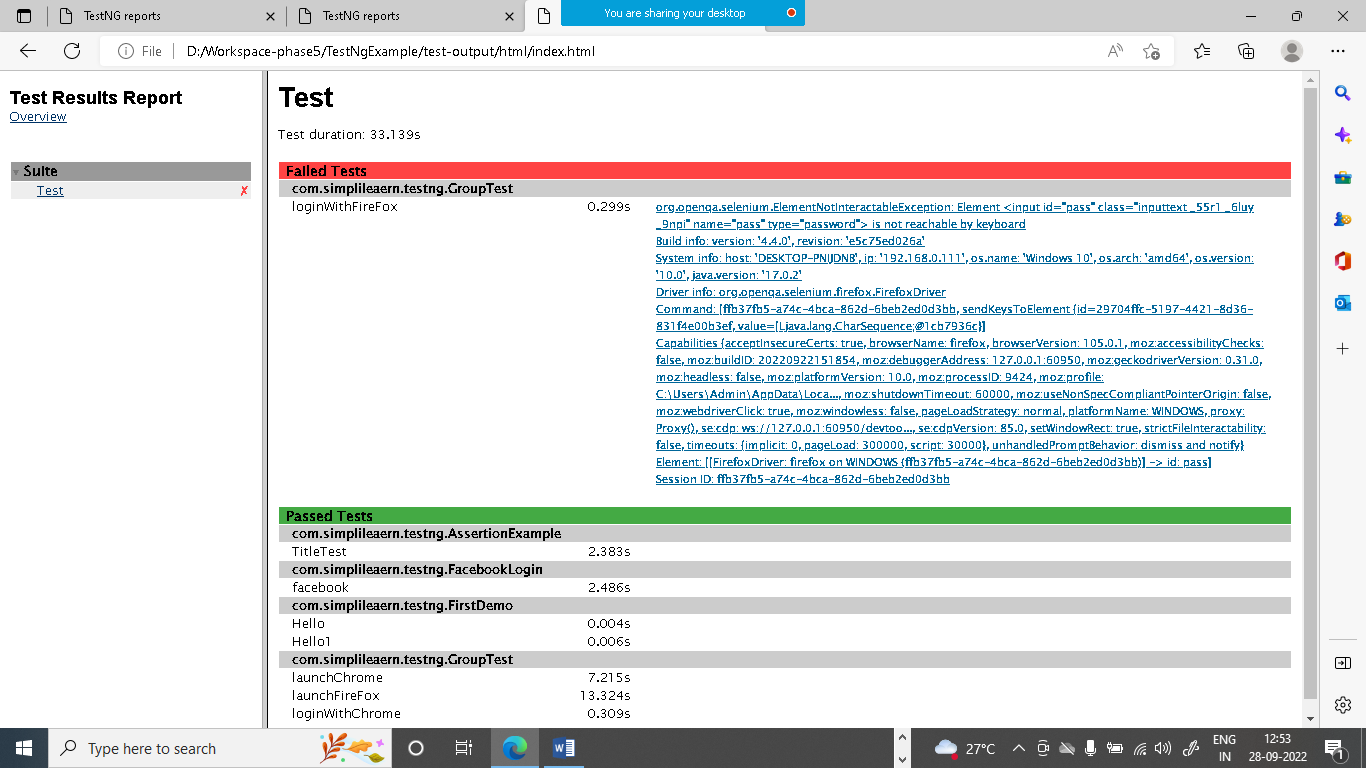 TestNG reports
TestNG reports
You are sharing your desktop
File
D:/Workspace-phase5/TestNgExample/test-output/html/index.html
Test Results Report
Overview
Suite
Test
✗
Test
Test duration: 33.139s
Failed Tests
com.simplileaern.testng.GroupTest
loginWithFireFox 0.299s
org.openqa.selenium.ElementNotInteractableException: Element <input id="pass" class="inputtext _55r1 _6luy
_9npi" name="pass" type="password"> is not reachable by keyboard
Build info: version: '4.4.0', revision: 'e5c75ed026a'
System info: host: 'DESKTOP-PNIJDNB', ip: '192.168.0.111', os.name: 'Windows 10', os.arch: 'amd64', os.version:
'10.0', java.version: '17.0.2'
Driver info: org.openqa.selenium.firefox.FirefoxDriver
Command: [ffb37fb5-a74c-4bca-862d-6beb2ed0d3bb, sendKeysToElement {id=29704ffc-5197-4421-8d36-
831f4e00b3ef, value=[Ljava.lang.CharSequence;@1cb7936c}]
Capabilities {acceptInsecureCerts: true, browserName: firefox, browserVersion: 105.0.1, moz:accessibilityChecks:
false, moz:buildID: 20220922151854, moz:debuggerAddress: 127.0.0.1:60950, moz:geckodriverVersion: 0.31.0,
moz:headless: false, moz:platformVersion: 10.0, moz:processID: 9424, moz:profile:
C:\Users\Admin\AppData\Loca..., moz:shutdownTimeout: 60000, moz:useNonSpecCompliantPointerOrigin: false,
moz:webdriverClick: true, moz:windowless: false, pageLoadStrategy: normal, platformName: WINDOWS, proxy:
Proxy(), se:cdp: ws://127.0.0.1:60950/devtoo..., se:cdpVersion: 85.0, setWindowRect: true, strictFileInteractability:
false, timeouts: {implicit: 0, pageLoad: 300000, script: 30000}, unhandledPromptBehavior: dismiss and notify}
Element: [[FirefoxDriver: firefox on WINDOWS (ffb37fb5-a74c-4bca-862d-6beb2ed0d3bb)] -> id: pass]
Session ID: ffb37fb5-a74c-4bca-862d-6beb2ed0d3bb
Passed Tests
com.simplileaern.testng.AssertionExample
TitleTest 2.383s
com.simplileaern.testng.FacebookLogin
facebook 2.486s
com.simplileaern.testng.FirstDemo
Hello 0.004s
Hello1 0.006s
com.simplileaern.testng.GroupTest
launchChrome 7.215s
launchFireFox 13.324s
loginWithChrome 0.309s
Type here to search
27°C
ENG
IN
12:53
28-09-2022
1